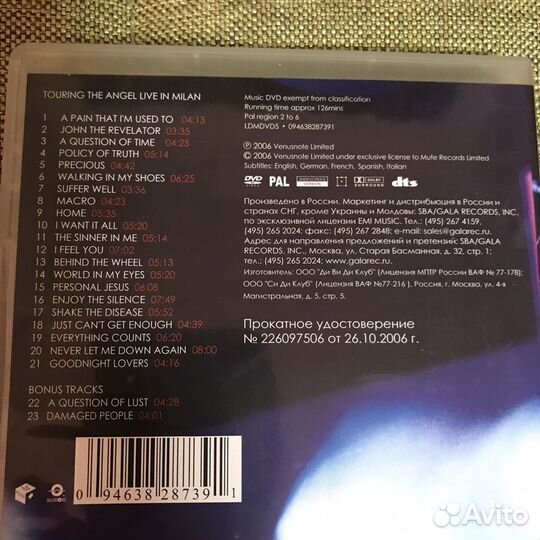 TOURING THE ANGEL LIVE IN MILAN
1 A PAIN THAT I'M USED TO 04:13
2 JOHN THE REVELATOR 03:35
3 A QUESTION OF TIME 04:25
4 POLICY OF TRUTH 05:14
5 PRECIOUS 04:42
6 WALKING IN MY SHOES 06:25
7 SUFFER WELL 03:36
8 MACRO 04:23
9 HOME 05:35
10 I WANT IT ALL 05:20
11 THE SINNER IN ME 05:14
12 I FEEL YOU 07:02
13 BEHIND THE WHEEL 05:13
14 WORLD IN MY EYES 05:20
15 PERSONAL JESUS 06:08
16 ENJOY THE SILENCE 07:49
17 SHAKE THE DISEASE 05:52
18 JUST CAN'T GET ENOUGH 04:39
19 EVERYTHING COUNTS 06:20
20 NEVER LET ME DOWN AGAIN 08:00
21 GOODNIGHT LOVERS 04:16
BONUS TRACKS
22 A QUESTION OF LUST 04:28
23 DAMAGED PEOPLE 04:01
0 94638 28739 1
Music DVD exempt from classification
Running time approx 126mins
Pal region 2 to 6
LDMDVD5 • 094638287391
℗ 2006 Venusnote Limited
© 2006 Venusnote Limited under exclusive license to Mute Records Limited
Subtitles: English, German, French, Spanish, Italian
DVD VIDEO PAL WIDESCREEN VERSION DOLBY SURROUND dts
Произведено в России. Маркетинг и дистрибьюция в России и
странах СНГ, кроме Украины и Молдовы: SBA/GALA RECORDS, INC.
по эксклюзивной лицензии EMI MUSIC. Тел.: (495) 267 4159,
(495) 264 2024; факс: (495) 267 2848; e-mail: sales@galarec.ru
Адрес для направления предложений и претензий: SBA/GALA
RECORDS, INC., Москва, ул. Старая Басманная, д. 32, стр. 1;
тел.: (495) 264 2024; www.galarec.ru
Изготовитель: ООО "Ди Ви Ди Клуб" (Лицензия МПТР России ВАФ № 77-178);
ООО "Си Ди Клуб" (Лицензия ВАФ №77-216 ), Россия, г. Москва, ул. 4-я
Магистральная, д. 5, стр. 5.
Прокатное удостоверение
№ 226097506 от 26.10.2006 г.
Avito